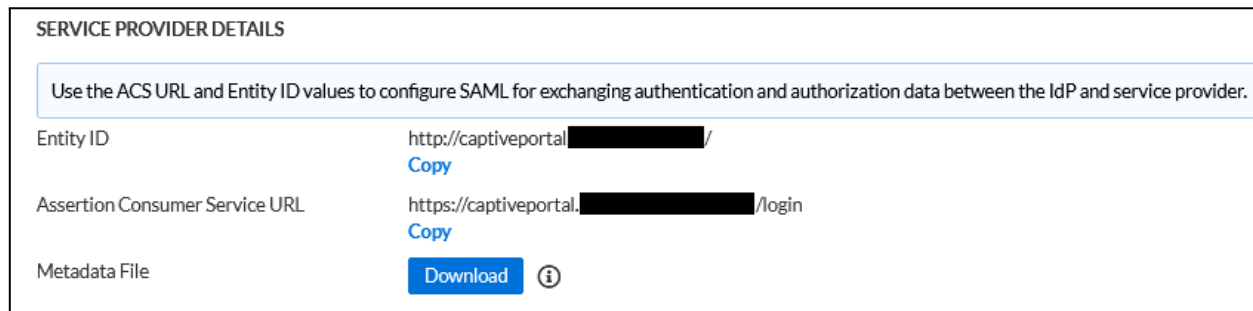 SERVICE PROVIDER DETAILS
Use the ACS URL and Entity ID values to configure SAML for exchanging authentication and authorization data between the IdP and service provider.
Entity ID
http://captiveportal /
Copy
Assertion Consumer Service URL
https://captiveportal. /login
Copy
Metadata File
Download